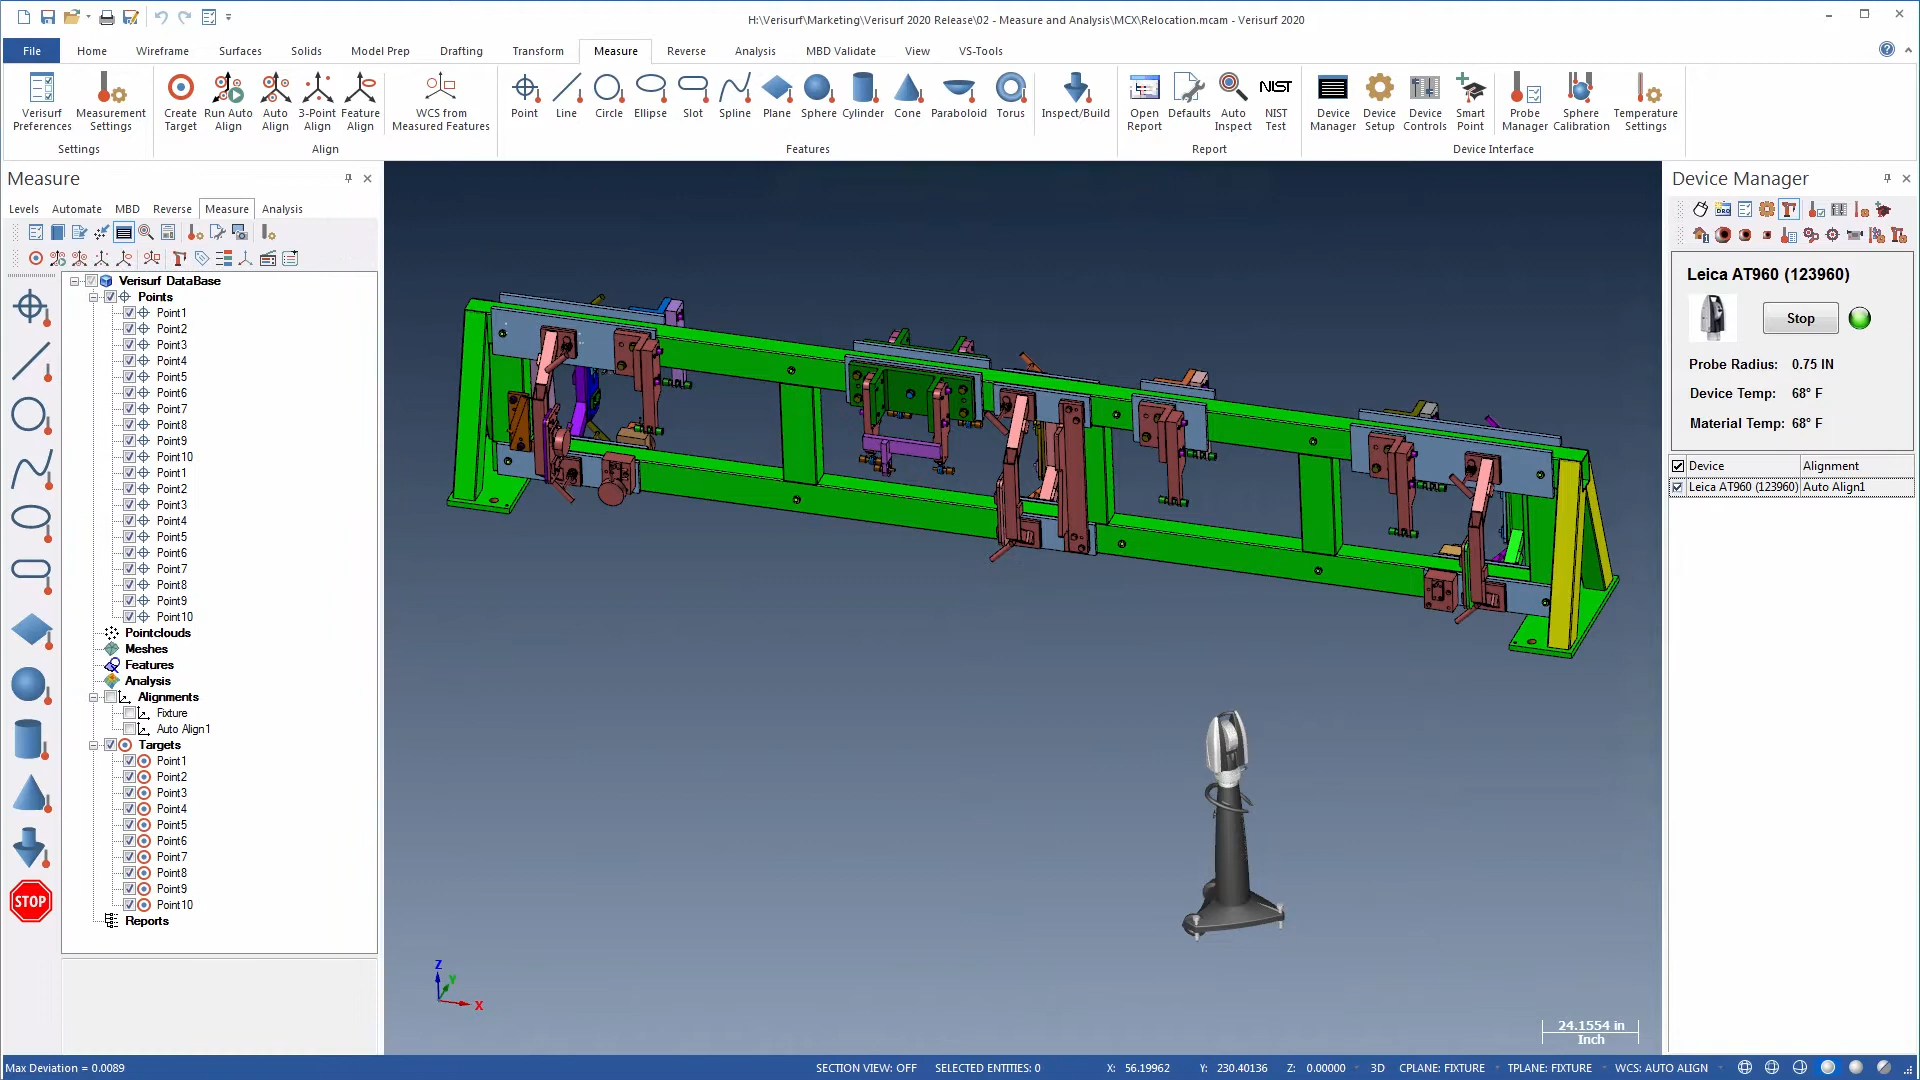 H:\Verisurf\Marketing\Verisurf 2020 Release\02 - Measure and Analysis\MCX\Relocation.mcam - Verisurf 2020
File Home Wireframe Surfaces Solids Model Prep Drafting Transform Measure Reverse Analysis MBD Validate View VS-Tools
Verisurf Preferences Measurement Settings
Settings
Create Target Run Auto Align Auto Align 3-Point Align Feature Align WCS from Measured Features
Align
Point Line Circle Ellipse Slot Spline Plane Sphere Cylinder Cone Paraboloid Torus Inspect/Build
Features
Open Report Defaults Auto Inspect NIST NIST Test
Report
Device Manager Device Setup Device Controls Smart Point Probe Manager Sphere Calibration Temperature Settings
Device Interface
Measure
Levels Automate MBD Reverse Measure Analysis
Verisurf DataBase
Points
Point1
Point2
Point3
Point4
Point5
Point6
Point7
Point8
Point9
Point10
Point1
Point2
Point3
Point4
Point5
Point6
Point7
Point8
Point9
Point10
Pointclouds
Meshes
Features
Analysis
Alignments
Fixture
Auto Align1
Targets
Point1
Point2
Point3
Point4
Point5
Point6
Point7
Point8
Point9
Point10
Reports
STOP
Z
Y
X
24.1554 in
Inch
Device Manager
DRO
Leica AT960 (123960)
Stop
Probe Radius: 0.75 IN
Device Temp: 68° F
Material Temp: 68° F
Device Alignment
Leica AT960 (123960) Auto Align1
Max Deviation = 0.0089
SECTION VIEW: OFF SELECTED ENTITIES: 0 X: 56.19962 Y: 230.40136 Z: 0.00000 3D CPLANE: FIXTURE TPLANE: FIXTURE WCS: AUTO ALIGN